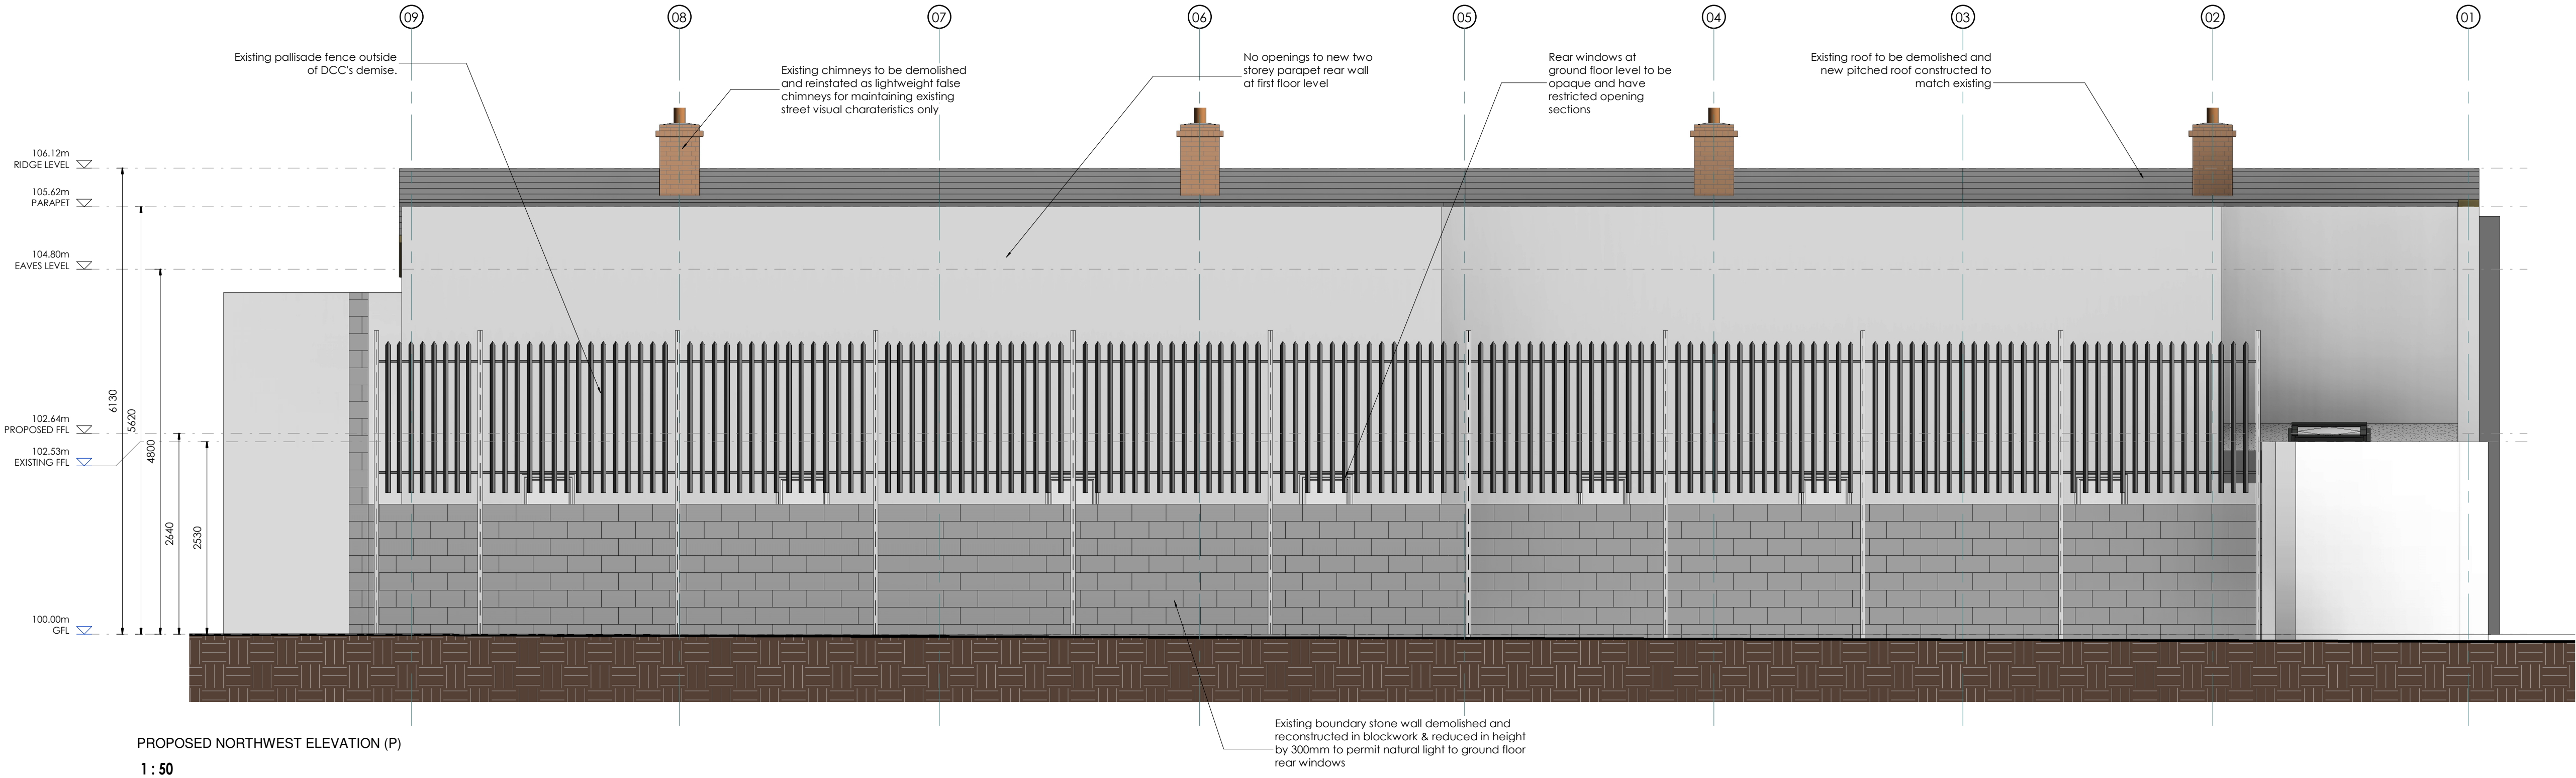 09
08
07
06
05
04
03
02
01
Existing pallisade fence outside
of DCC's demise.
Existing chimneys to be demolished
and reinstated as lightweight false
chimneys for maintaining existing
street visual charateristics only
No openings to new two
storey parapet rear wall
at first floor level
Rear windows at
ground floor level to be
opaque and have
restricted opening
sections
Existing roof to be demolished and
new pitched roof constructed to
match existing
106.12m
RIDGE LEVEL
105.62m
PARAPET
104.80m
EAVES LEVEL
102.64m
PROPOSED FFL
102.53m
EXISTING FFL
100.00m
GFL
6130
5620
4800
2640
2530
Existing boundary stone wall demolished and
reconstructed in blockwork & reduced in height
by 300mm to permit natural light to ground floor
rear windows
PROPOSED NORTHWEST ELEVATION (P)
1 : 50